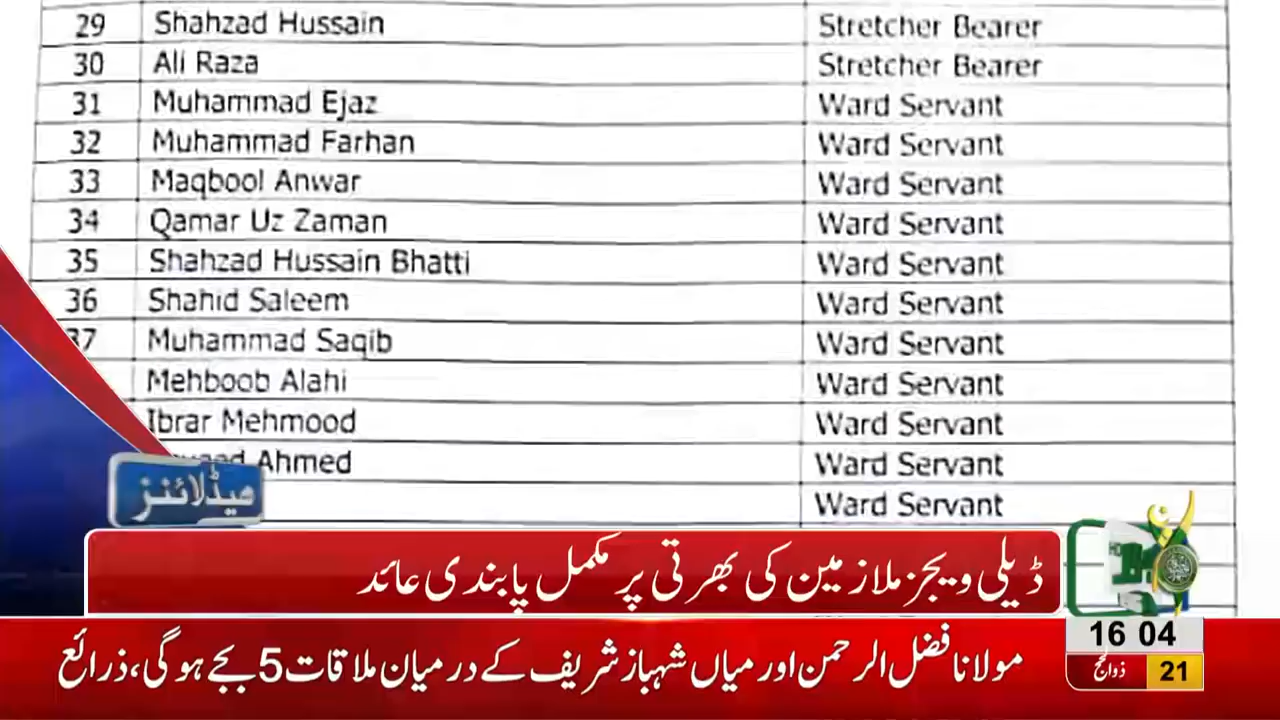 29 Shahzad Hussain Stretcher Bearer
30 Ali Raza Stretcher Bearer
31 Muhammad Ejaz Ward Servant
32 Muhammad Farhan Ward Servant
33 Maqbool Anwar Ward Servant
34 Qamar Uz Zaman Ward Servant
35 Shahzad Hussain Bhatti Ward Servant
36 Shahid Saleem Ward Servant
37 Muhammad Saqib Ward Servant
Mehboob Alahi Ward Servant
Ibrar Mehmood Ward Servant
Ahmed Ward Servant
Ward Servant
ہیڈلائنز
ڈیلی ویجز ملازمین کی بھرتی پر مکمل پابندی عائد
HD
16 04
مولانا فضل الرحمن اور میاں شہباز شریف کے درمیان ملاقات 5 بجے ہوگی، ذرائع
21 ذوالحج